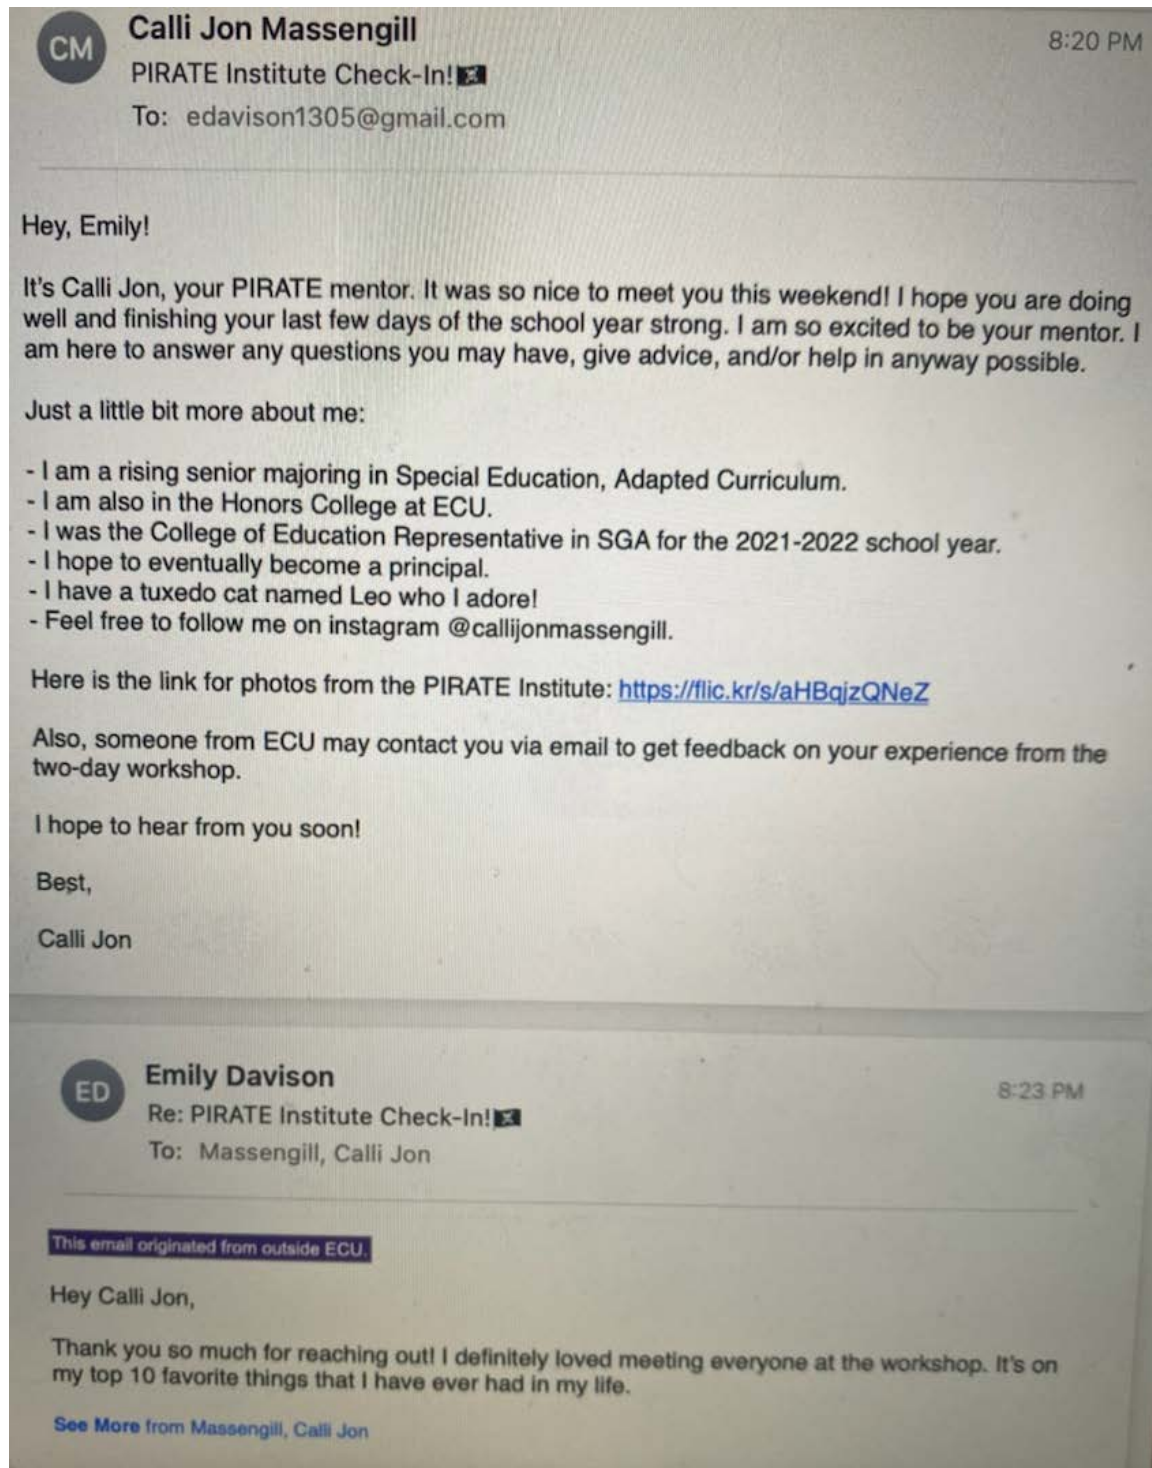 CM
Calli Jon Massengill
8:20 PM
PIRATE Institute Check-In!🏴‍☠️
To: edavison1305@gmail.com
Hey, Emily!
It's Calli Jon, your PIRATE mentor. It was so nice to meet you this weekend! I hope you are doing
well and finishing your last few days of the school year strong. I am so excited to be your mentor. I
am here to answer any questions you may have, give advice, and/or help in anyway possible.
Just a little bit more about me:
- I am a rising senior majoring in Special Education, Adapted Curriculum.
- I am also in the Honors College at ECU.
- I was the College of Education Representative in SGA for the 2021-2022 school year.
- I hope to eventually become a principal.
- I have a tuxedo cat named Leo who I adore!
- Feel free to follow me on instagram @callijonmassengill.
Here is the link for photos from the PIRATE Institute: https://flic.kr/s/aHBqjzQNeZ
Also, someone from ECU may contact you via email to get feedback on your experience from the
two-day workshop.
I hope to hear from you soon!
Best,
Calli Jon
ED
Emily Davison
8:23 PM
Re: PIRATE Institute Check-In!🏴‍☠️
To: Massengill, Calli Jon
This email originated from outside ECU.
Hey Calli Jon,
Thank you so much for reaching out! I definitely loved meeting everyone at the workshop. It's on
my top 10 favorite things that I have ever had in my life.
See More from Massengill, Calli Jon